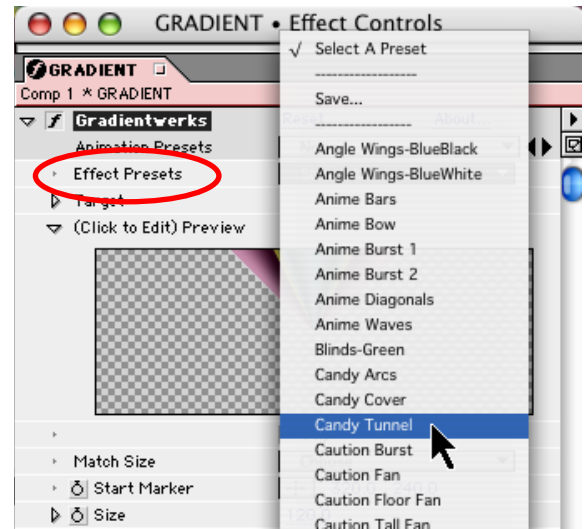 GRADIENT • Effect Controls
GRADIENT
Comp 1 * GRADIENT
Gradientwerks
Animation Presets
Effect Presets
Target
(Click to Edit) Preview
Match Size
Start Marker
Size
√ Select A Preset
------------------
Save...
------------------
Angle Wings-BlueBlack
Angle Wings-BlueWhite
Anime Bars
Anime Bow
Anime Burst 1
Anime Burst 2
Anime Diagonals
Anime Waves
Blinds-Green
Candy Arcs
Candy Cover
Candy Tunnel
Caution Burst
Caution Fan
Caution Floor Fan
Caution Tall Fan